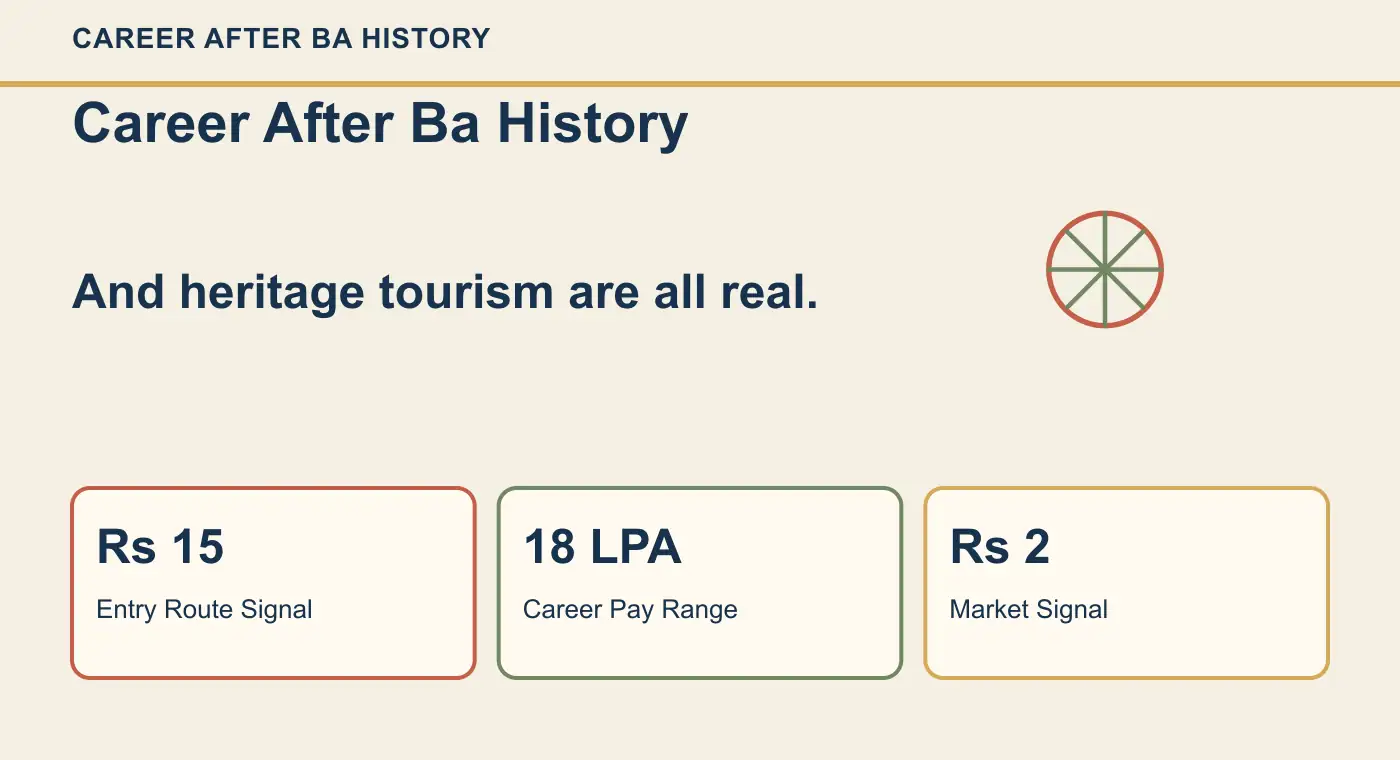 CAREER AFTER BA HISTORY
Career After Ba History
And heritage tourism are all real.
Rs 15
Entry Route Signal
18 LPA
Career Pay Range
Rs 2
Market Signal